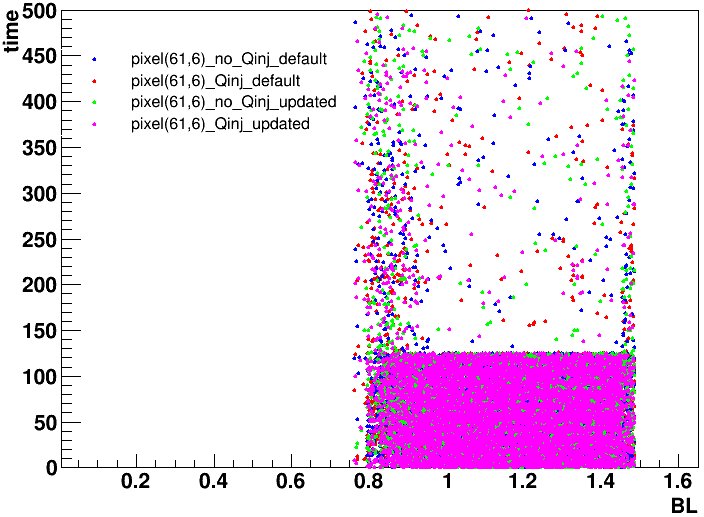 time
500
450
400
350
300
250
200
150
100
50
0
pixel(61,6)_no_Qinj_default
pixel(61,6)_Qinj_default
pixel(61,6)_no_Qinj_updated
pixel(61,6)_Qinj_updated
0.2 0.4 0.6 0.8 1 1.2 1.4 1.6
BL